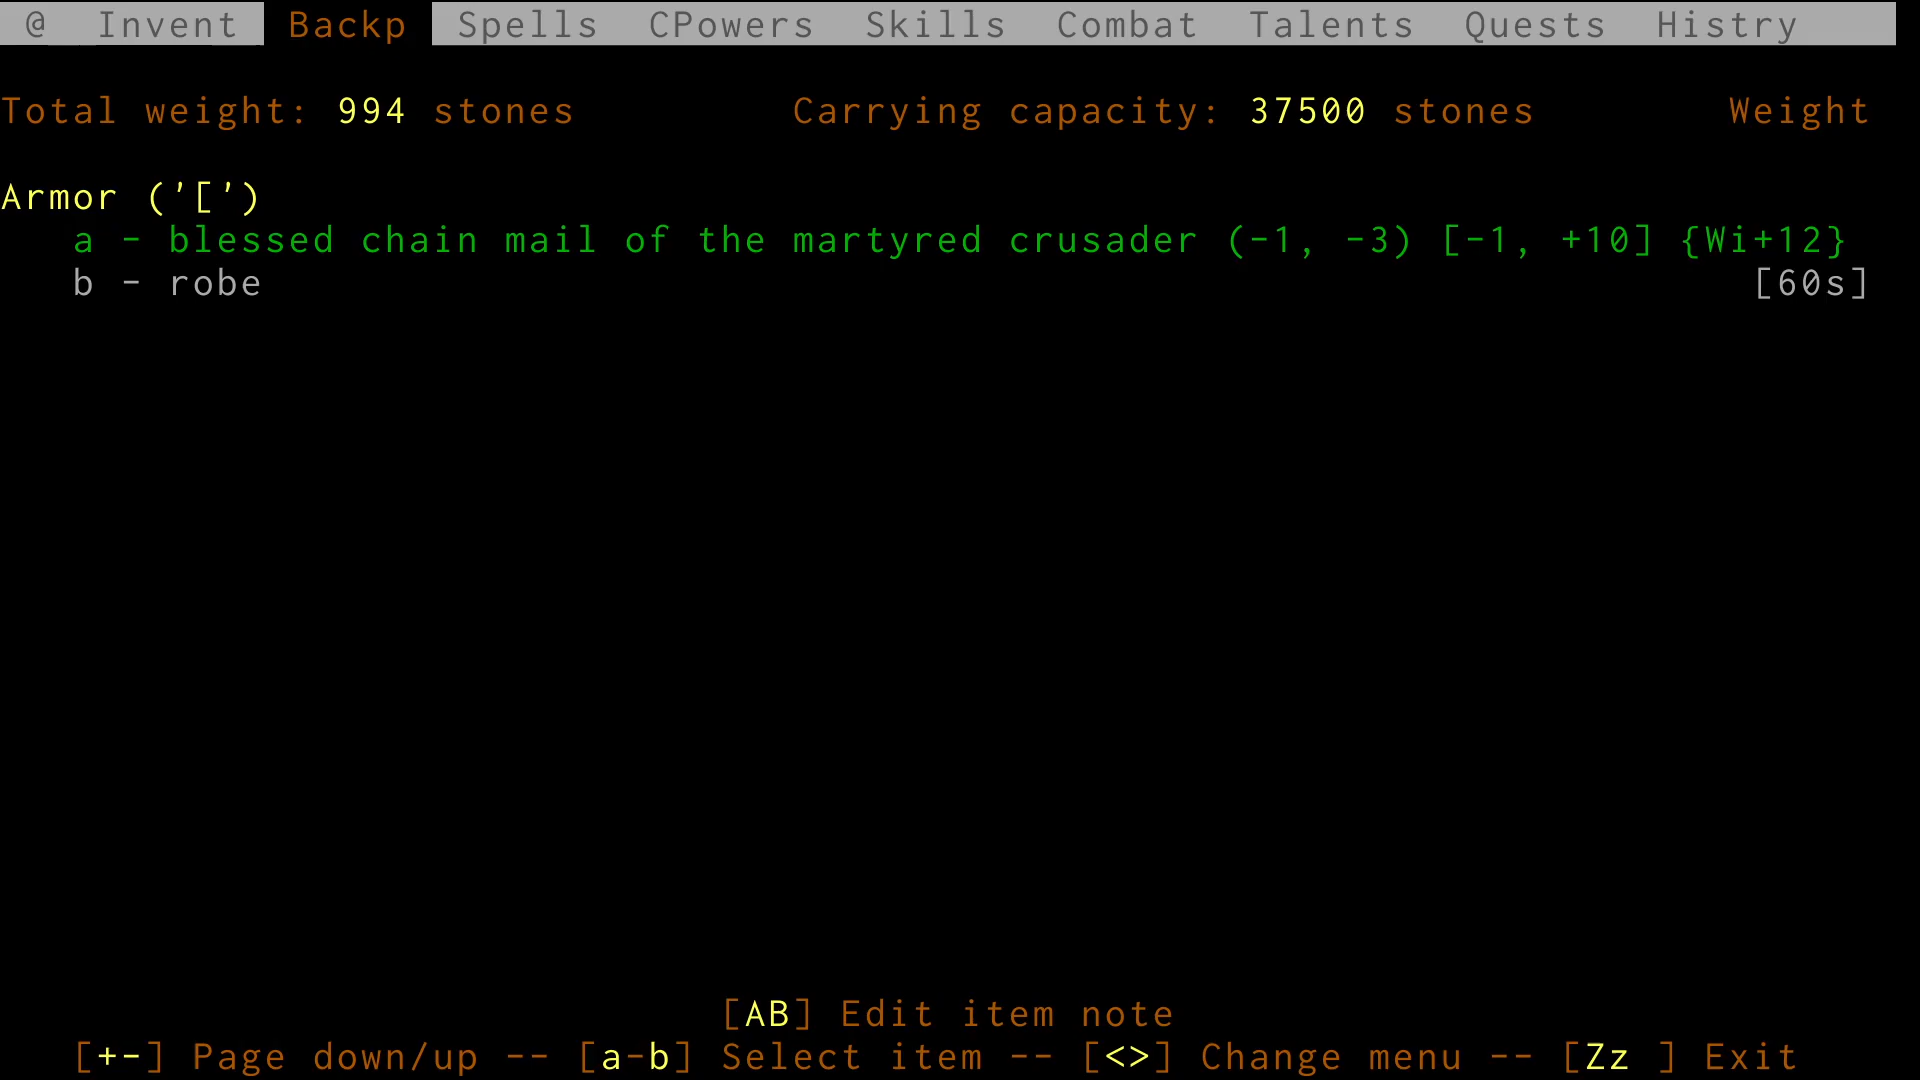 @ Invent Backp Spells CPowers Skills Combat Talents Quests Histry
Total weight: 994 stones Carrying capacity: 37500 stones Weight
Armor ('[')
a - blessed chain mail of the martyred crusader (-1, -3) [-1, +10] {Wi+12}
b - robe [60s]
[AB] Edit item note
[+-] Page down/up -- [a-b] Select item -- [<>] Change menu -- [Zz ] Exit